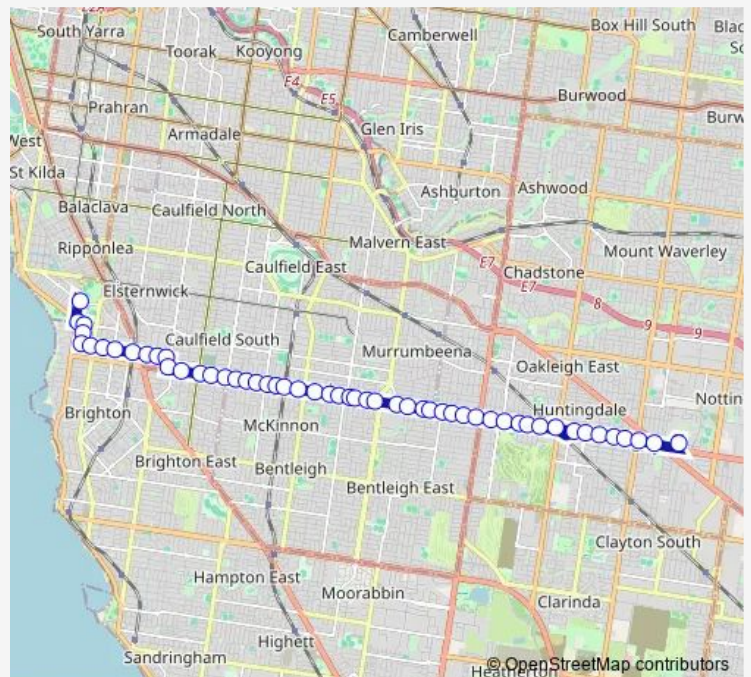 South Yarra
Toorak
Kooyong
Camberwell
Box Hill South
E4
E5
Prahran
Burwood
Armadale
Glen Iris
St Kilda
Ashburton
Ashwood
Balaclava
Caulfield North
Ripponlea
Malvern East
Mount Waverley
Caulfield East
E7
Chadstone
Elsternwick
E7
8
9
9
Caulfield South
Murrumbeena
Oakleigh East
Brighton
McKinnon
Huntingdale
Nottin
Brighton East
Bentleigh
Bentleigh East
Clayton South
Hampton East
Moorabbin
Clarinda
Highett
Sandringham
Heatherton
© OpenStreetMap contributors